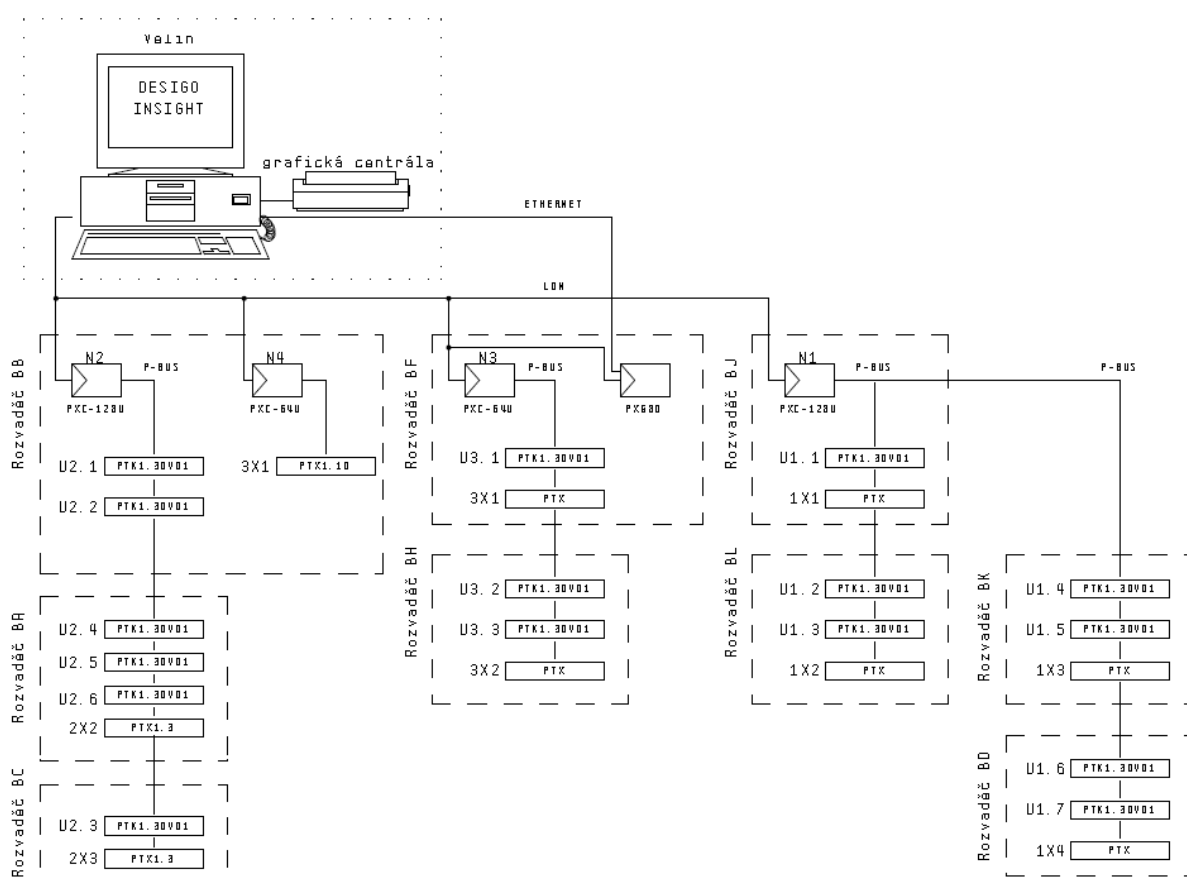 Velín
DESIGO
INSIGHT
grafická centrála
ETHERNET
LON
Rozvaděč BB
N2
P-BUS
PXC-128U
U2.1 PTK1.30V01
U2.2 PTK1.30V01
N4
PXC-64U
3X1 PTX1.10
Rozvaděč BA
U2.4 PTK1.30V01
U2.5 PTK1.30V01
U2.6 PTK1.30V01
2X2 PTX1.3
Rozvaděč BC
U2.3 PTK1.30V01
2X3 PTX1.3
Rozvaděč BF
N3
P-BUS
PXC-64U
PX680
U3.1 PTK1.30V01
3X1 PTX
Rozvaděč BH
U3.2 PTK1.30V01
U3.3 PTK1.30V01
3X2 PTX
Rozvaděč BJ
N1
P-BUS
PXC-128U
U1.1 PTK1.30V01
1X1 PTX
Rozvaděč BL
U1.2 PTK1.30V01
U1.3 PTK1.30V01
1X2 PTX
P-BUS
Rozvaděč BK
U1.4 PTK1.30V01
U1.5 PTK1.30V01
1X3 PTX
Rozvaděč BD
U1.6 PTK1.30V01
U1.7 PTK1.30V01
1X4 PTX